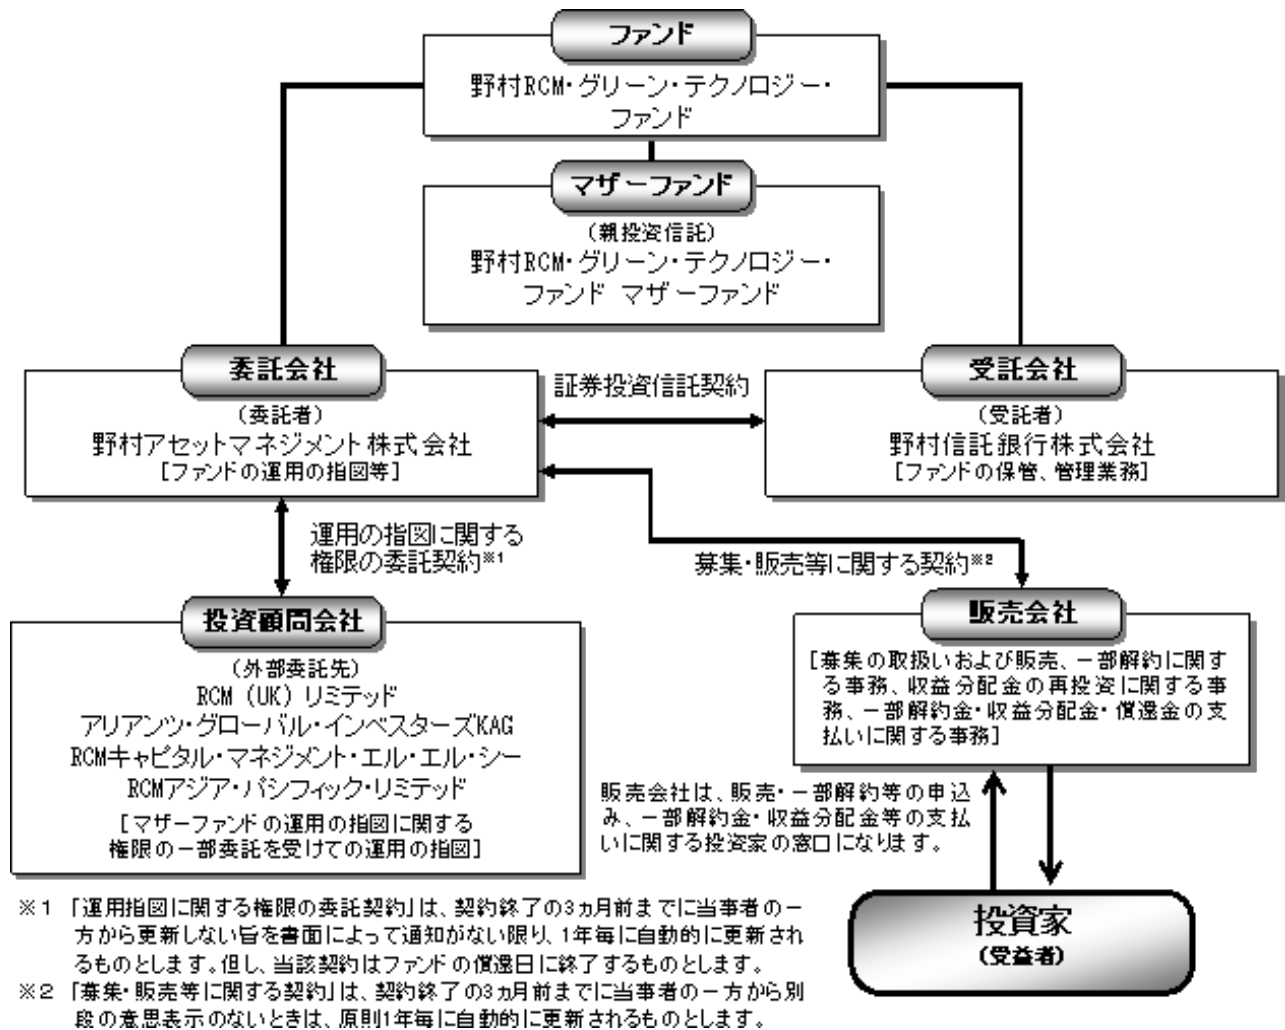 ファンド
野村RCM・グリーン・テクノロジー・
ファンド
マザーファンド
(親投資信託)
野村RCM・グリーン・テクノロジー・
ファンド マザーファンド
委託会社
(委託者)
野村アセットマネジメント株式会社
[ファンドの運用の指図等]
証券投資信託契約
受託会社
(受託者)
野村信託銀行株式会社
[ファンドの保管、管理業務]
運用の指図に関する
権限の委託契約※1
募集・販売等に関する契約※2
投資顧問会社
(外部委託先)
RCM (UK) リミテッド
アリアンツ・グローバル・インベスターズKAG
RCMキャピタル・マネジメント・エル・エル・シー
RCMアジア・パシフィック・リミテッド
[マザーファンドの運用の指図に関する
権限の一部委託を受けての運用の指図]
販売会社
[募集の取扱いおよび販売、一部解約に関す
る事務、収益分配金の再投資に関する事
務、一部解約金・収益分配金・償還金の支
払いに関する事務]
販売会社は、販売・一部解約等の申込
み、一部解約金・収益分配金等の支払
いに関する投資家の窓口になります。
投資家
(受益者)
※1 「運用指図に関する権限の委託契約」は、契約終了の3ヵ月前までに当事者の一
方から更新しない旨を書面によって通知がない限り、1年毎に自動的に更新され
るものとします。但し、当該契約はファンドの償還日に終了するものとします。
※2 「募集・販売等に関する契約」は、契約終了の3ヵ月前までに当事者の一方から別
段の意思表示のないときは、原則1年毎に自動的に更新されるものとします。